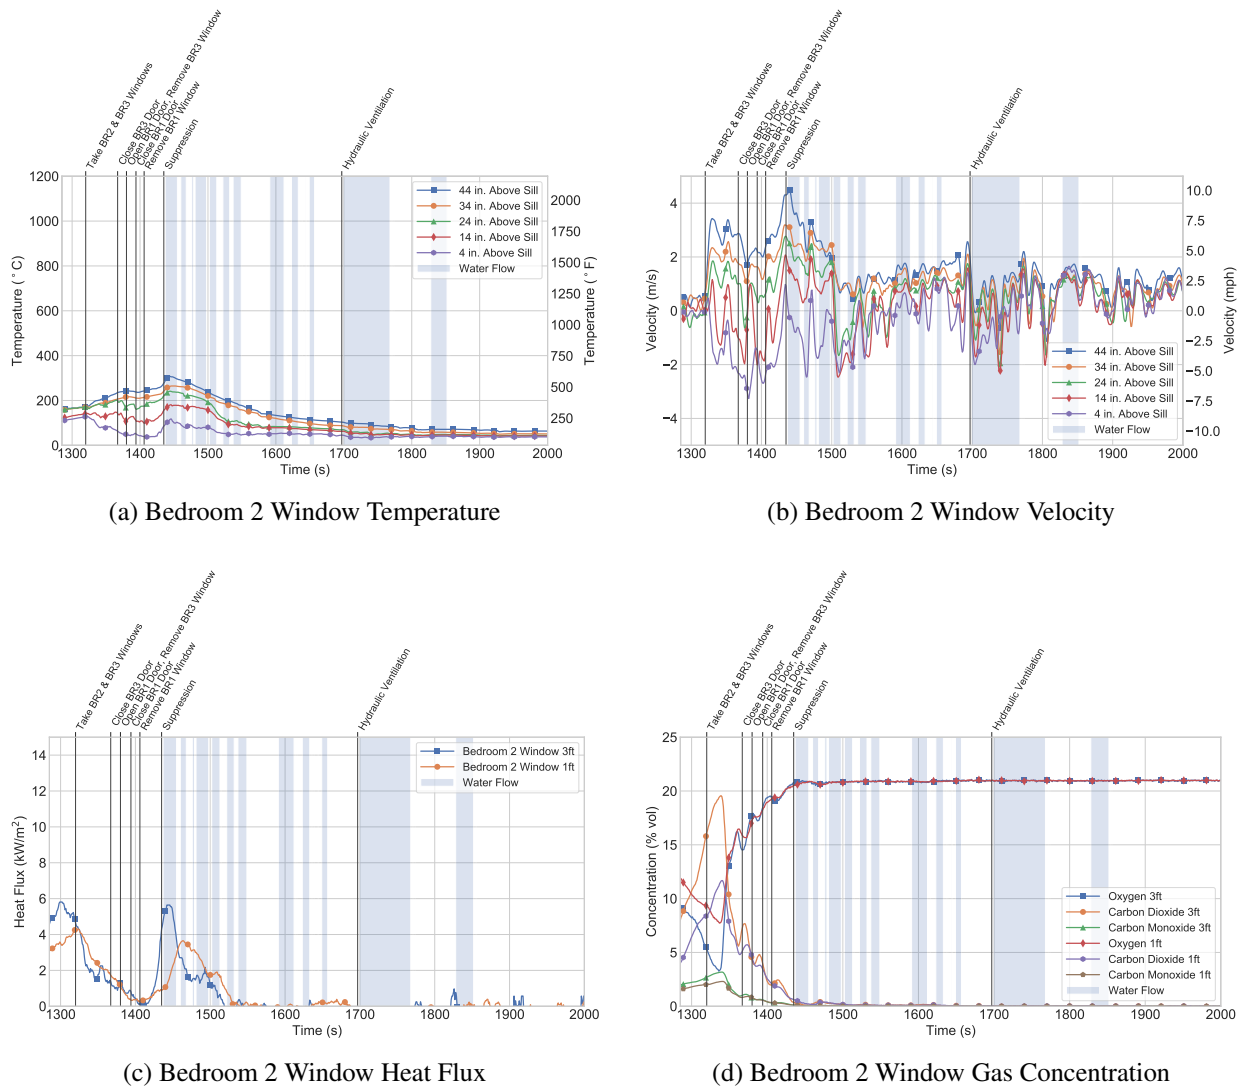 Take BR2 & BR3 Windows
Close BR3 Door
Open BR1 Door, Remove BR3 Window
Close BR1 Door
Remove BR1 Window
Suppression
Hydraulic Ventilation
1200
1000
800
600
400
200
0
Temperature (°C)
2000
1750
1500
1250
1000
750
500
250
Temperature (°F)
44 in. Above Sill
34 in. Above Sill
24 in. Above Sill
14 in. Above Sill
4 in. Above Sill
Water Flow
1300 1400 1500 1600 1700 1800 1900 2000
Time (s)
(a) Bedroom 2 Window Temperature
Take BR2 & BR3 Windows
Close BR3 Door
Open BR1 Door, Remove BR3 Window
Close BR1 Door
Remove BR1 Window
Suppression
Hydraulic Ventilation
4
2
0
−2
−4
Velocity (m/s)
10.0
7.5
5.0
2.5
0.0
−2.5
−5.0
−7.5
−10.0
Velocity (mph)
44 in. Above Sill
34 in. Above Sill
24 in. Above Sill
14 in. Above Sill
4 in. Above Sill
Water Flow
1300 1400 1500 1600 1700 1800 1900 2000
Time (s)
(b) Bedroom 2 Window Velocity
Take BR2 & BR3 Windows
Close BR3 Door
Open BR1 Door, Remove BR3 Window
Close BR1 Door
Remove BR1 Window
Suppression
Hydraulic Ventilation
14
12
10
8
6
4
2
0
Heat Flux (kW/m²)
Bedroom 2 Window 3ft
Bedroom 2 Window 1ft
Water Flow
1300 1400 1500 1600 1700 1800 1900 2000
Time (s)
(c) Bedroom 2 Window Heat Flux
Take BR2 & BR3 Windows
Close BR3 Door
Open BR1 Door, Remove BR3 Window
Close BR1 Door
Remove BR1 Window
Suppression
Hydraulic Ventilation
25
20
15
10
5
0
Concentration (% vol)
Oxygen 3ft
Carbon Dioxide 3ft
Carbon Monoxide 3ft
Oxygen 1ft
Carbon Dioxide 1ft
Carbon Monoxide 1ft
Water Flow
1300 1400 1500 1600 1700 1800 1900 2000
Time (s)
(d) Bedroom 2 Window Gas Concentration